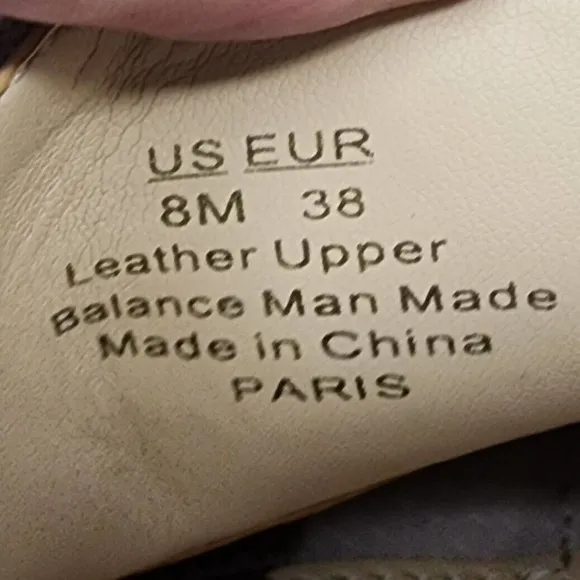 US EUR
8M 38
Leather Upper
Balance Man Made
Made in China
PARIS